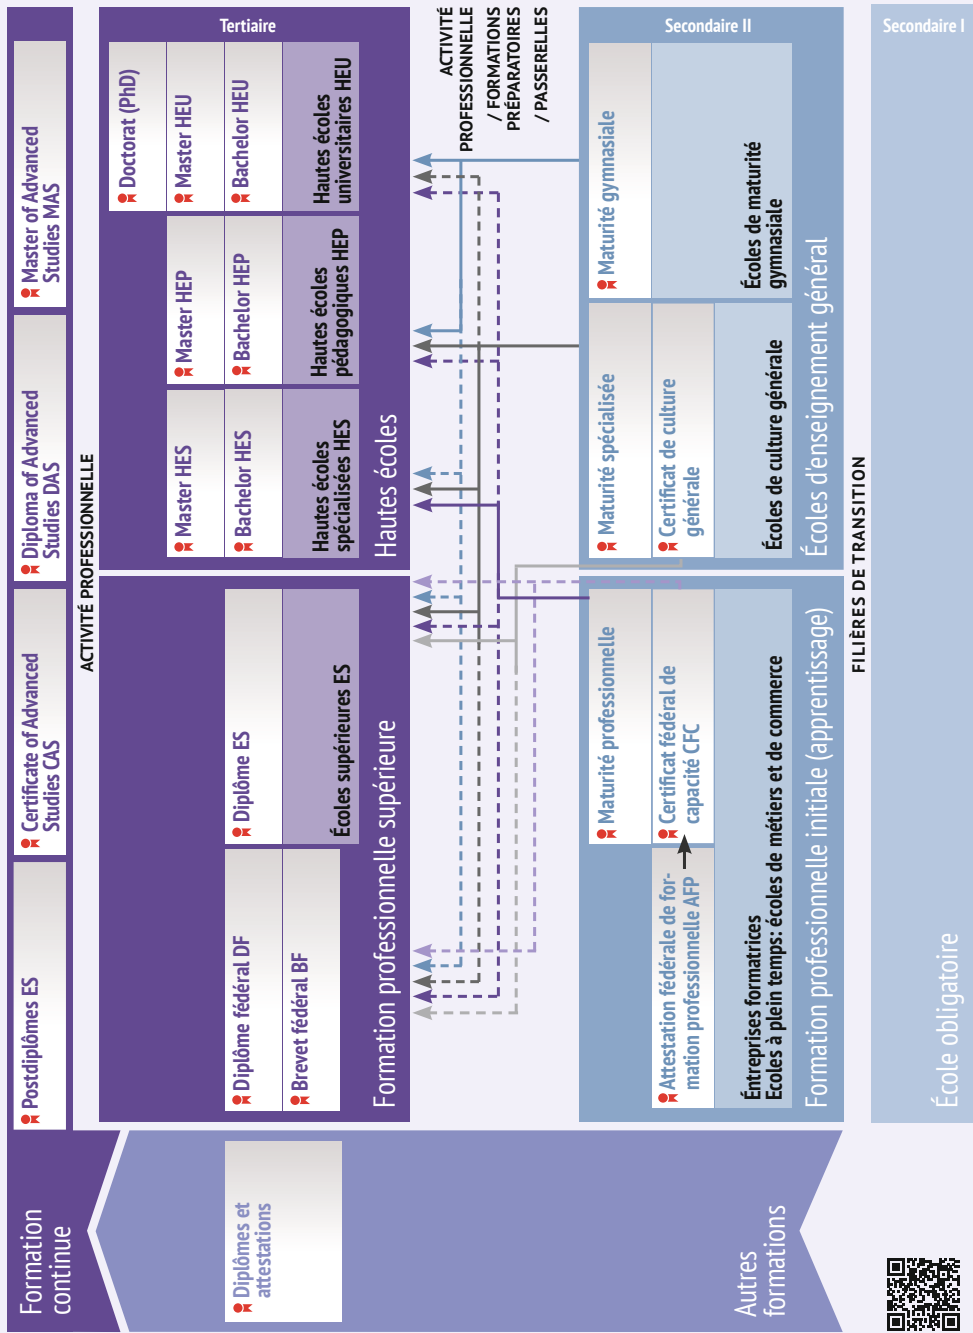 Formation
continue
Postdiplômes ES
Certificate of Advanced
Studies CAS
Diploma of Advanced
Studies DAS
Master of Advanced
Studies MAS
ACTIVITÉ PROFESSIONNELLE
Tertiaire
Diplômes et
attestations
Diplôme fédéral DF
Brevet fédéral BF
Diplôme ES
Écoles supérieures ES
Formation professionnelle supérieure
Master HES
Bachelor HES
Hautes écoles
spécialisées HES
Master HEP
Bachelor HEP
Hautes écoles
pédagogiques HEP
Doctorat (PhD)
Master HEU
Bachelor HEU
Hautes écoles
universitaires HEU
Hautes écoles
ACTIVITÉ
PROFESSIONNELLE
/ FORMATIONS
PRÉPARATOIRES
/ PASSERELLES
Secondaire II
Attestation fédérale de for-
mation professionnelle AFP
Maturité professionnelle
Certificat fédéral de
capacité CFC
Éntreprises formatrices
Ecoles à plein temps: écoles de métiers et de commerce
Formation professionnelle initiale (apprentissage)
Maturité spécialisée
Certificat de culture
générale
Écoles de culture générale
Maturité gymnasiale
Écoles de maturité
gymnasiale
Écoles d'enseignement général
Autres
formations
FILIÈRES DE TRANSITION
Secondaire I
École obligatoire